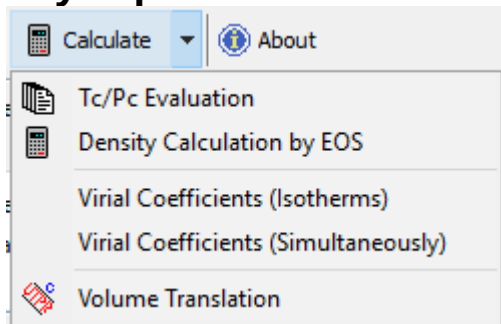 Calculate About
Tc/Pc Evaluation
Density Calculation by EOS
Virial Coefficients (Isotherms)
Virial Coefficients (Simultaneously)
Volume Translation